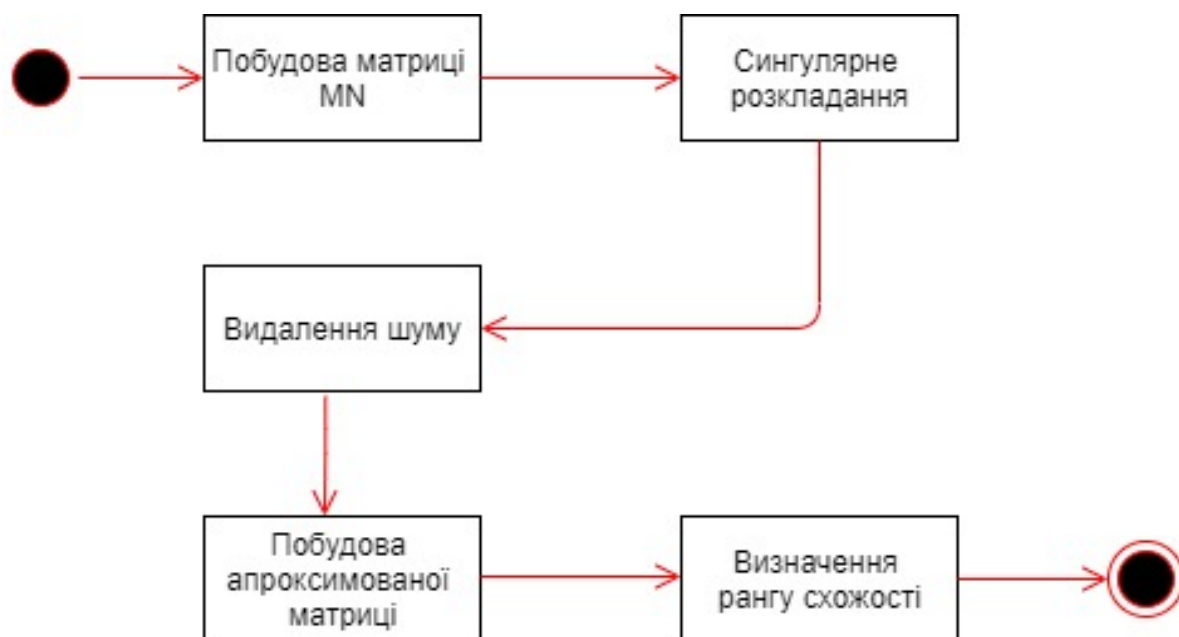 Побудова матриці
MN
Сингулярне
розкладання
Видалення шуму
Побудова
апроксимованої
матриці
Визначення
рангу схожості